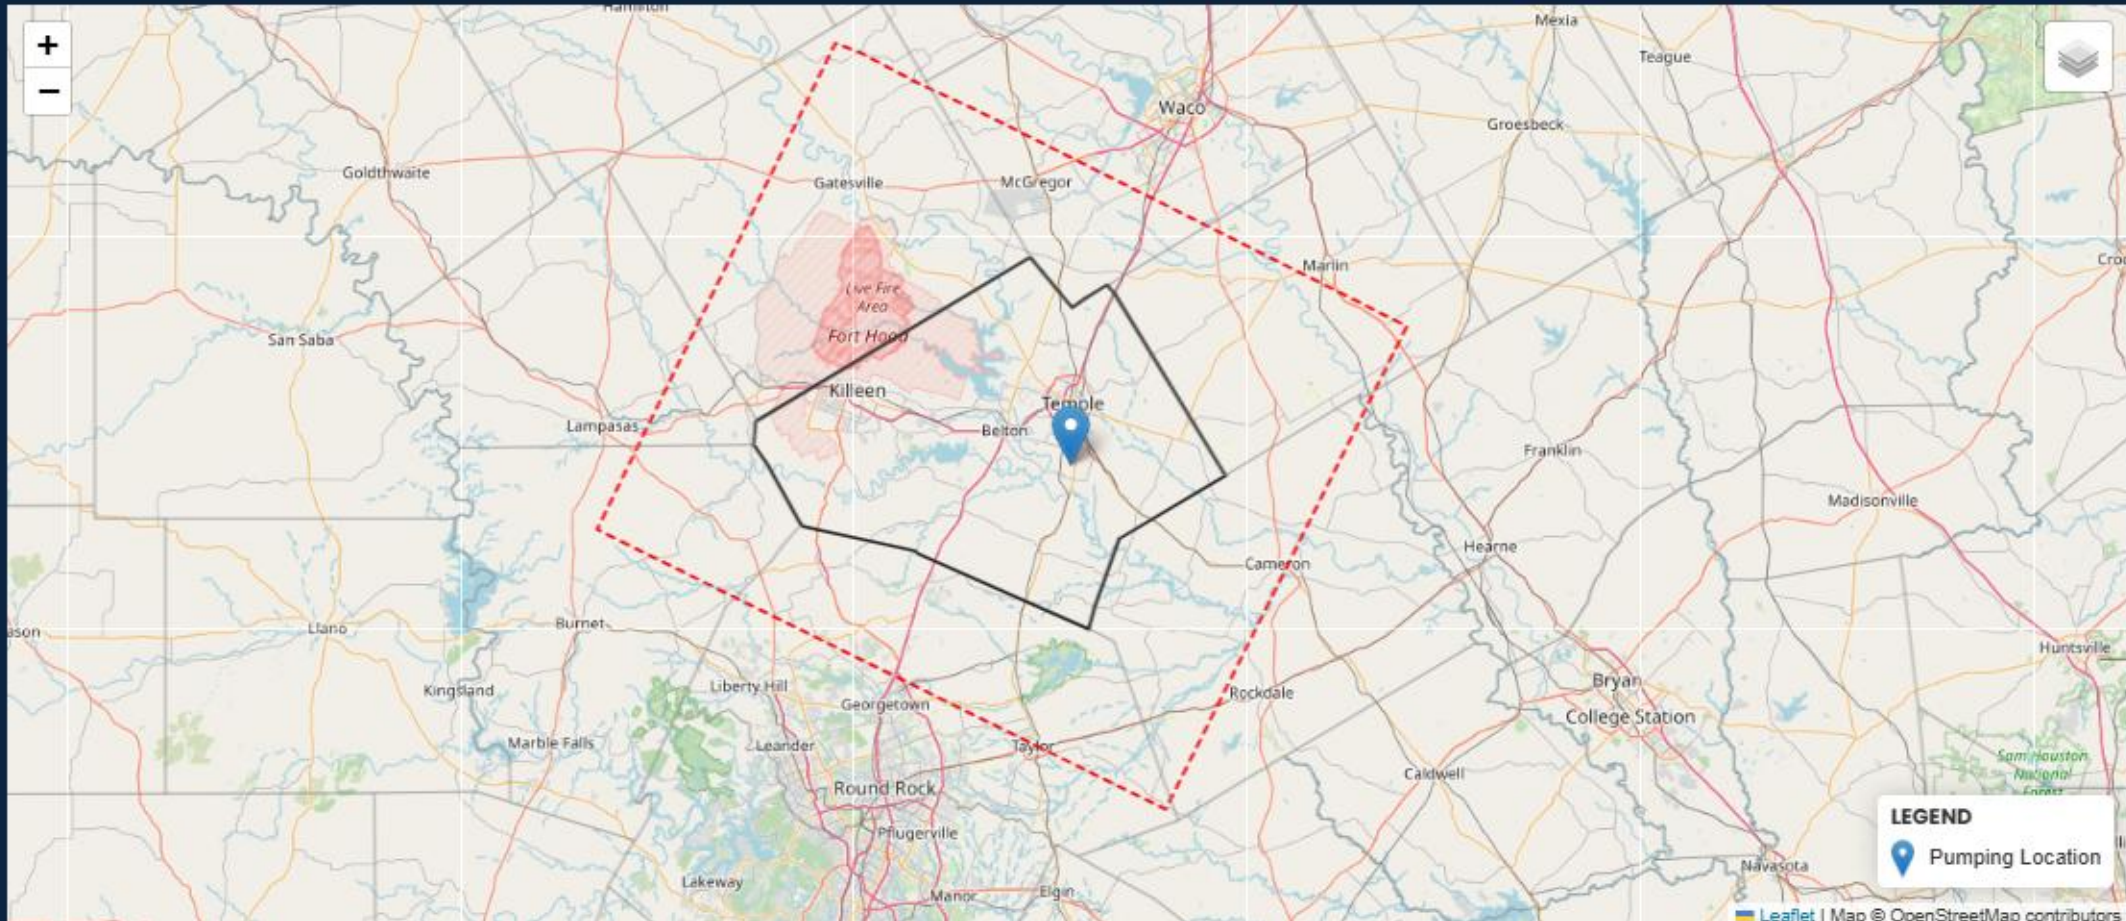 Hamilton
Mexia
+
Teague
−
Waco
Groesbeck
Goldthwaite
Gatesville
McGregor
Marlin
Live Fire
Area
Fort Hood
San Saba
Killeen
Temple
Lampasas
Belton
Franklin
Madisonville
Hearne
Cameron
Burnet
Llano
ason
Huntsville
Kingsland
Liberty Hill
Rockdale
Bryan
Georgetown
College Station
Marble Falls
Leander
Taylor
Sam Houston
National
Forest
Caldwell
Round Rock
LEGEND
Pflugerville
Pumping Location
Navasota
Lakeway
Manor
Elgin
Leaflet | Map © OpenStreetMap contributors